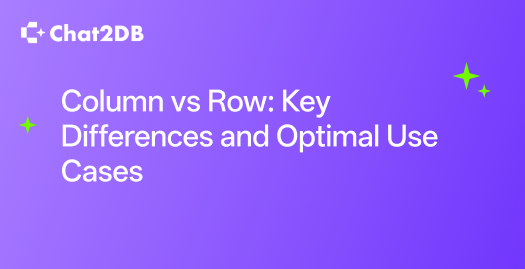 Chat2DB
Column vs Row: Key
Differences and Optimal Use
Cases